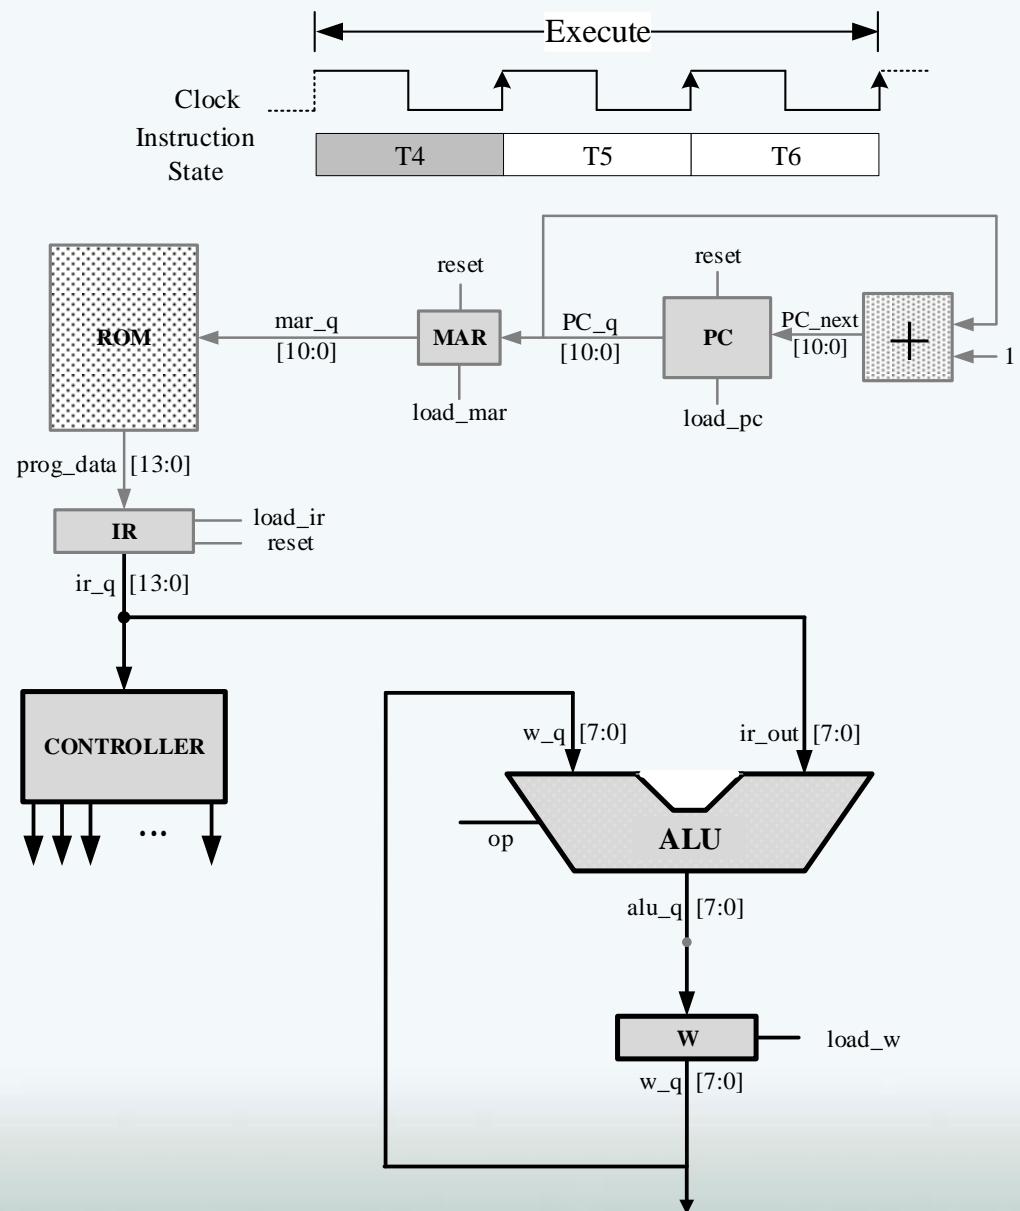 Execute
Clock
Instruction
State
T4 T5 T6
reset
reset
ROM
mar_q
[10:0]
MAR
PC_q
[10:0]
PC
PC_next
[10:0]
+
1
load_mar
load_pc
prog_data [13:0]
IR
load_ir
reset
ir_q [13:0]
CONTROLLER
...
w_q [7:0]
ir_out [7:0]
op
ALU
alu_q [7:0]
W
load_w
w_q [7:0]